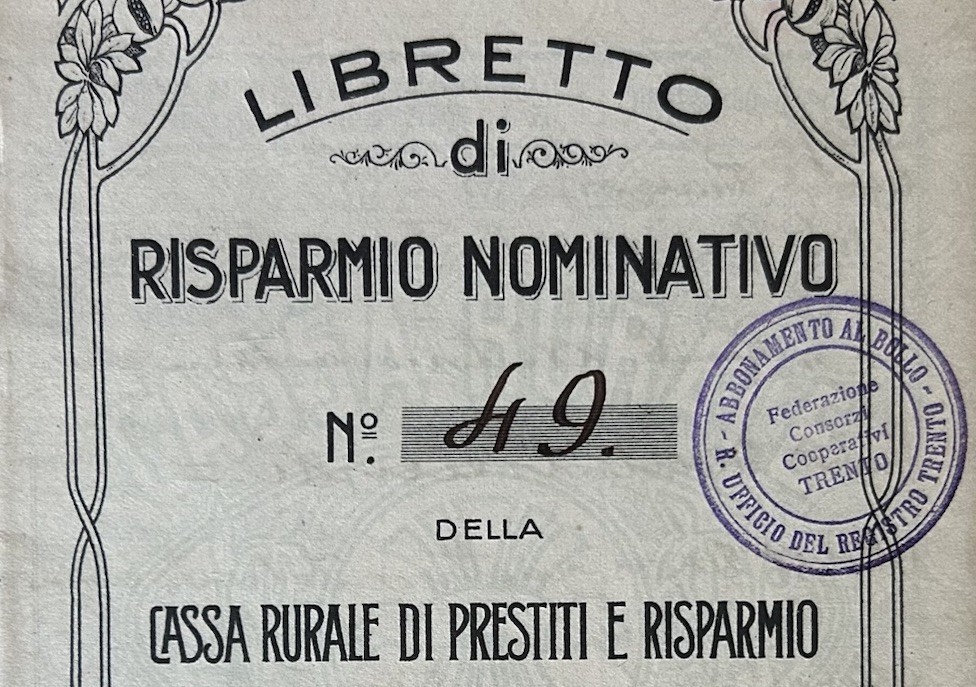 LIBRETTO
di
RISPARMIO NOMINATIVO
Nº. 49.
DELLA
CASSA RURALE DI PRESTITI E RISPARMIO
ABBONAMENTO AL BOLLO - R. UFFICIO DEL REGISTRO TRENTO -
Federazione
Consorzi
Cooperativi
TRENTO